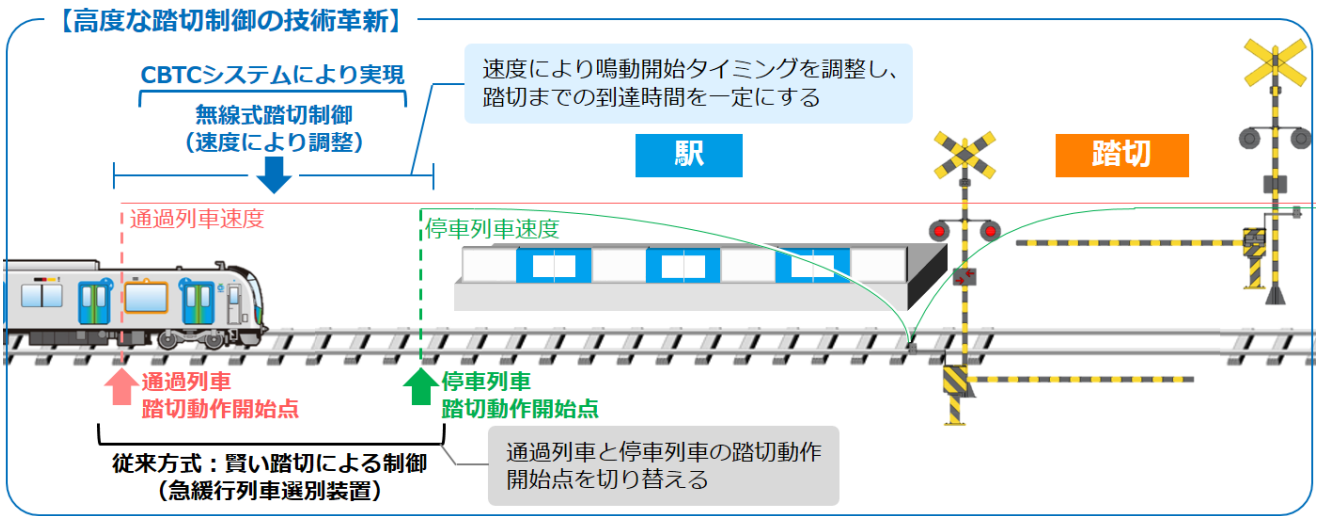 【高度な踏切制御の技術革新】
CBTCシステムにより実現
無線式踏切制御
（速度により調整）
速度により鳴動開始タイミングを調整し、
踏切までの到達時間を一定にする
駅
踏切
通過列車速度
停車列車速度
通過列車
踏切動作開始点
停車列車
踏切動作開始点
従来方式：賢い踏切による制御
（急緩行列車選別装置）
通過列車と停車列車の踏切動作
開始点を切り替える